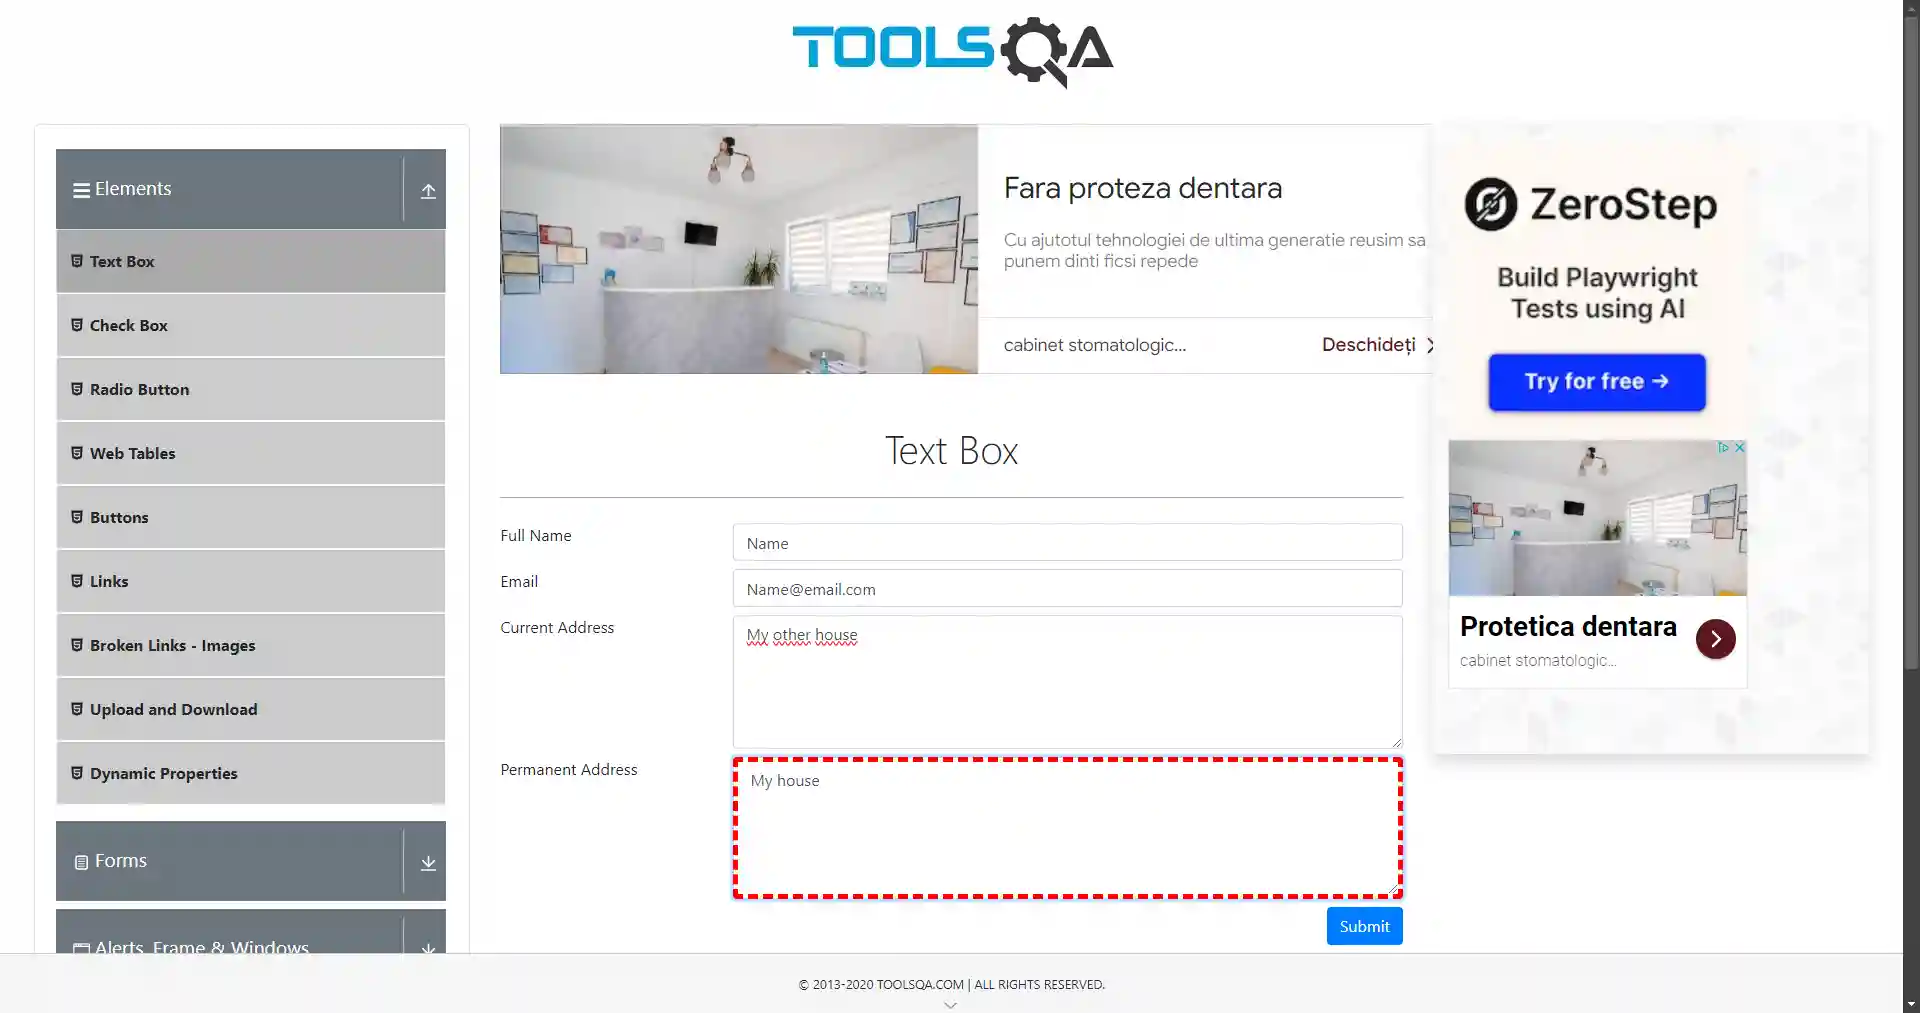 TOOLSQA
Elements
Text Box
Check Box
Radio Button
Web Tables
Buttons
Links
Broken Links - Images
Upload and Download
Dynamic Properties
Forms
Alerts, Frame & Windows
Fara proteza dentara
Cu ajutotul tehnologiei de ultima generatie reusim sa
punem dinti ficsi repede
cabinet stomatologic...
Deschideți
Text Box
Full Name
Name
Email
Name@email.com
Current Address
My other house
Permanent Address
My house
Submit
ZeroStep
Build Playwright
Tests using AI
Try for free →
Protetica dentara
cabinet stomatologic...
© 2013-2020 TOOLSQA.COM | ALL RIGHTS RESERVED.